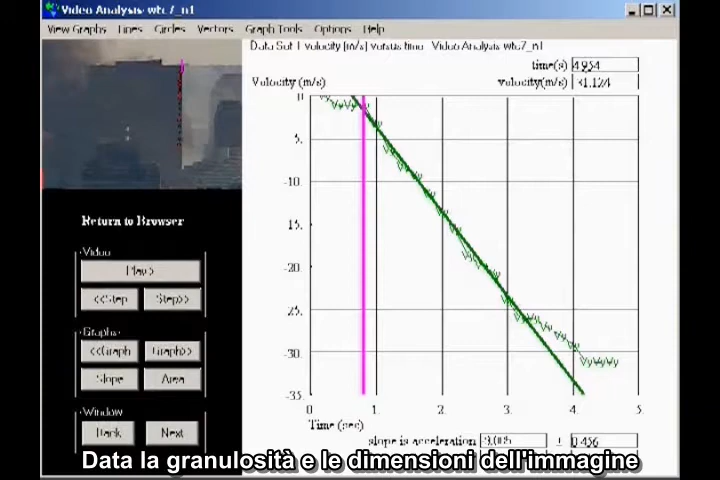 Video Analysis: wtc7_n1
View Graphs Lines Circles Vectors Graph Tools Options Help
Data Set 1 velocity [m/s] versus time - Video Analysis wtc7_n1
time(s) 4.954
Velocity (m/s) velocity(m/s)
0
5.
-10.
15.
-20.
25.
-30.
-35
0 1. 2. 3. 4. 5.
Time (sec)
slope is acceleration ± 0.456
Return to Browser
Video
Play>
<<Step Step>>
Graphs
<<Graph Graph>>
Slope Area
Window
Back Next
Data la granulosità e le dimensioni dell'immagine